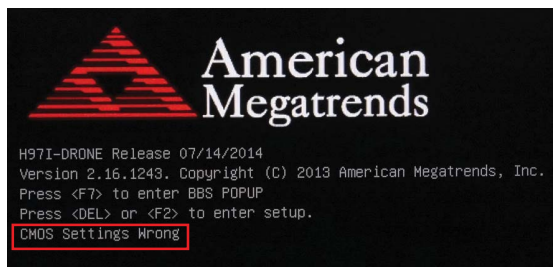 American
Megatrends
H97I-DRONE Release 07/14/2014
Version 2.16.1243. Copyright (C) 2013 American Megatrends, Inc.
Press <F7> to enter BBS POPUP
Press <DEL> or <F2> to enter setup.
CMOS Settings Wrong